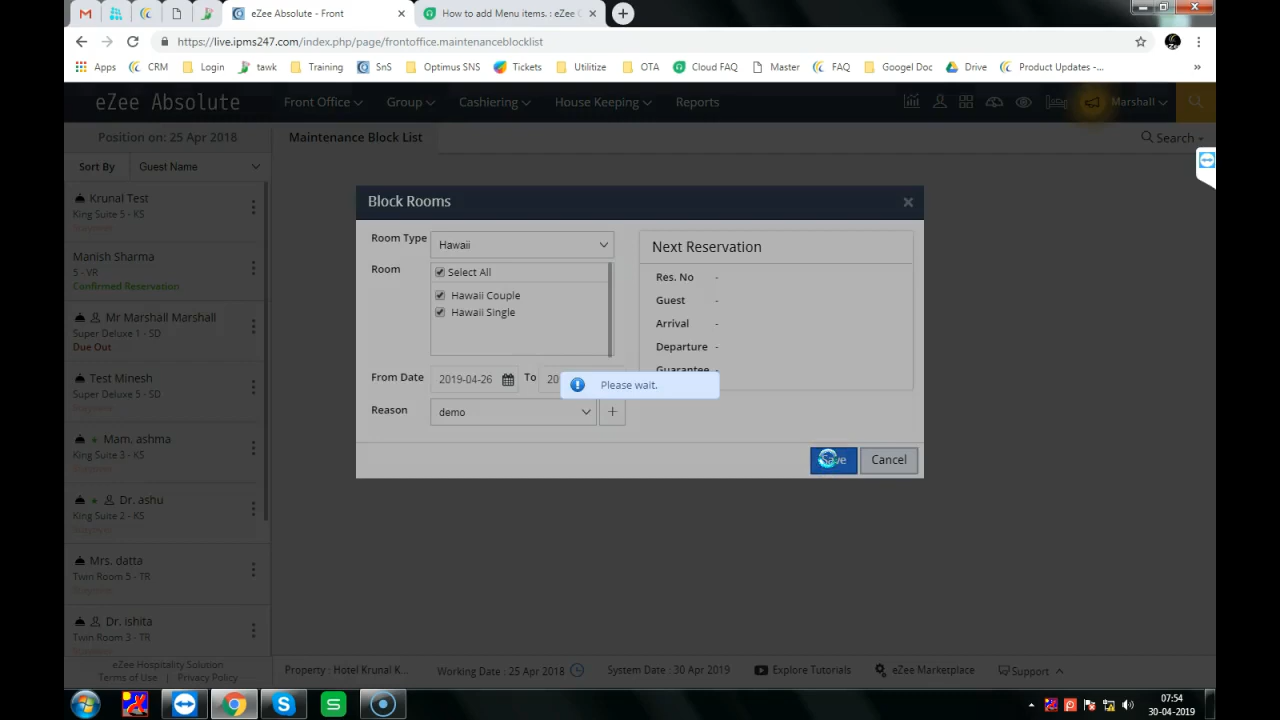 eZee Absolute - Front
How to add Menu items. : eZee
https://live.ipms247.com/index.php/page/frontoffice.maintenanceblocklist
Apps CRM Login tawk Training SnS Optimus SNS Tickets Utilitize OTA Cloud FAQ Master FAQ Googel Doc Drive Product Updates -... »
eZee Absolute Front Office Group Cashiering House Keeping Reports Marshall
Position on: 25 Apr 2018 Maintenance Block List Search
Sort By Guest Name
Krunal Test
King Suite 5 - KS
Manish Sharma
5 - VR
Confirmed Reservation
Mr Marshall Marshall
Super Deluxe 1 - SD
Due Out
Test Minesh
Super Deluxe 5 - SD
Mam. ashma
King Suite 3 - KS
Dr. ashu
King Suite 2 - KS
Mrs. datta
Twin Room 5 - TR
Dr. ishita
Twin Room 3 - TR
eZee Hospitality Solution
Terms of Use | Privacy Policy
Block Rooms
Room Type Hawaii
Room Select All
Hawaii Couple
Hawaii Single
From Date 2019-04-26 To 20
Reason demo
Next Reservation
Res. No -
Guest -
Arrival -
Departure -
Guarantee
Please wait.
Save Cancel
Property : Hotel Krunal K... Working Date : 25 Apr 2018 System Date : 30 Apr 2019 Explore Tutorials eZee Marketplace Support
07:54
30-04-2019